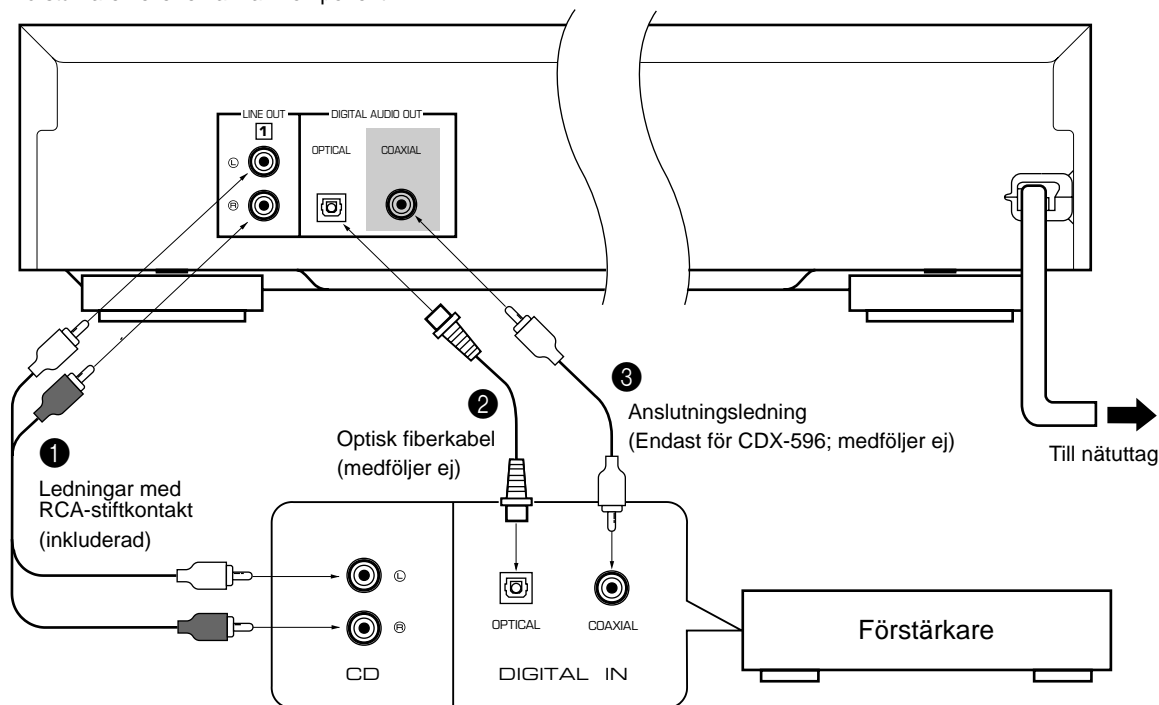 LINE OUT
DIGITAL AUDIO OUT
1
OPTICAL
COAXIAL
L
R
3
Anslutningsledning
(Endast för CDX-596; medföljer ej)
2
Optisk fiberkabel
(medföljer ej)
Till nätuttag
1
Ledningar med
RCA-stiftkontakt
(inkluderad)
L
R
OPTICAL
COAXIAL
CD
DIGITAL IN
Förstärkare